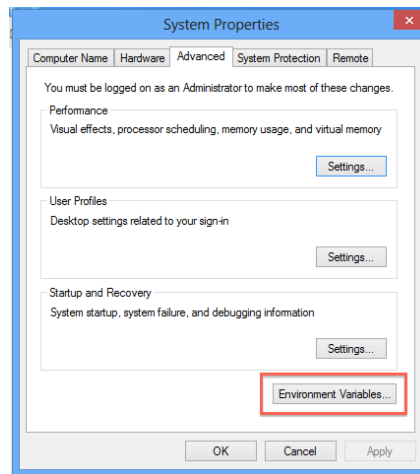 System Properties
Computer Name Hardware Advanced System Protection Remote
You must be logged on as an Administrator to make most of these changes.
Performance
Visual effects, processor scheduling, memory usage, and virtual memory
Settings...
User Profiles
Desktop settings related to your sign-in
Settings...
Startup and Recovery
System startup, system failure, and debugging information
Settings...
Environment Variables...
OK Cancel Apply